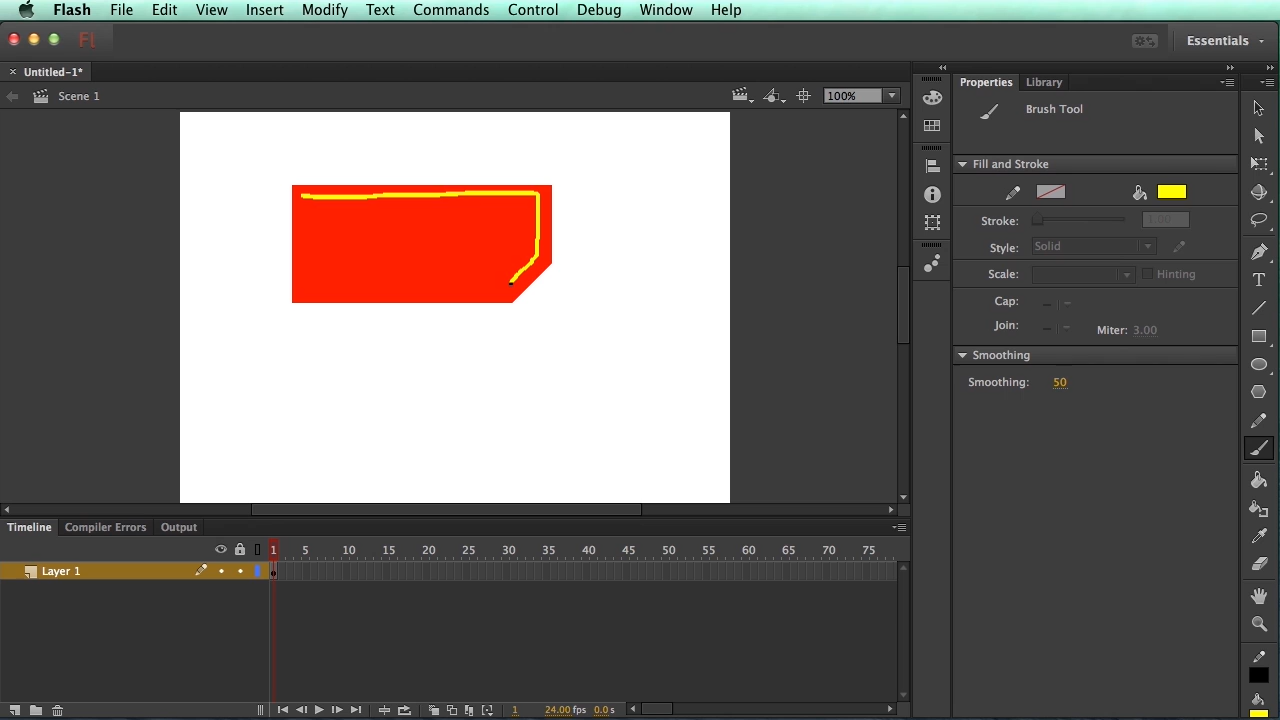 Flash File Edit View Insert Modify Text Commands Control Debug Window Help
Fl Essentials
Untitled-1*
Scene 1 100%
Properties Library
Brush Tool
Fill and Stroke
Stroke: 1.00
Style: Solid
Scale: Hinting
Cap:
Join: Miter: 3.00
Smoothing
Smoothing: 50
Timeline Compiler Errors Output
1 5 10 15 20 25 30 35 40 45 50 55 60 65 70 75
Layer 1
1 24.00 fps 0.0 s